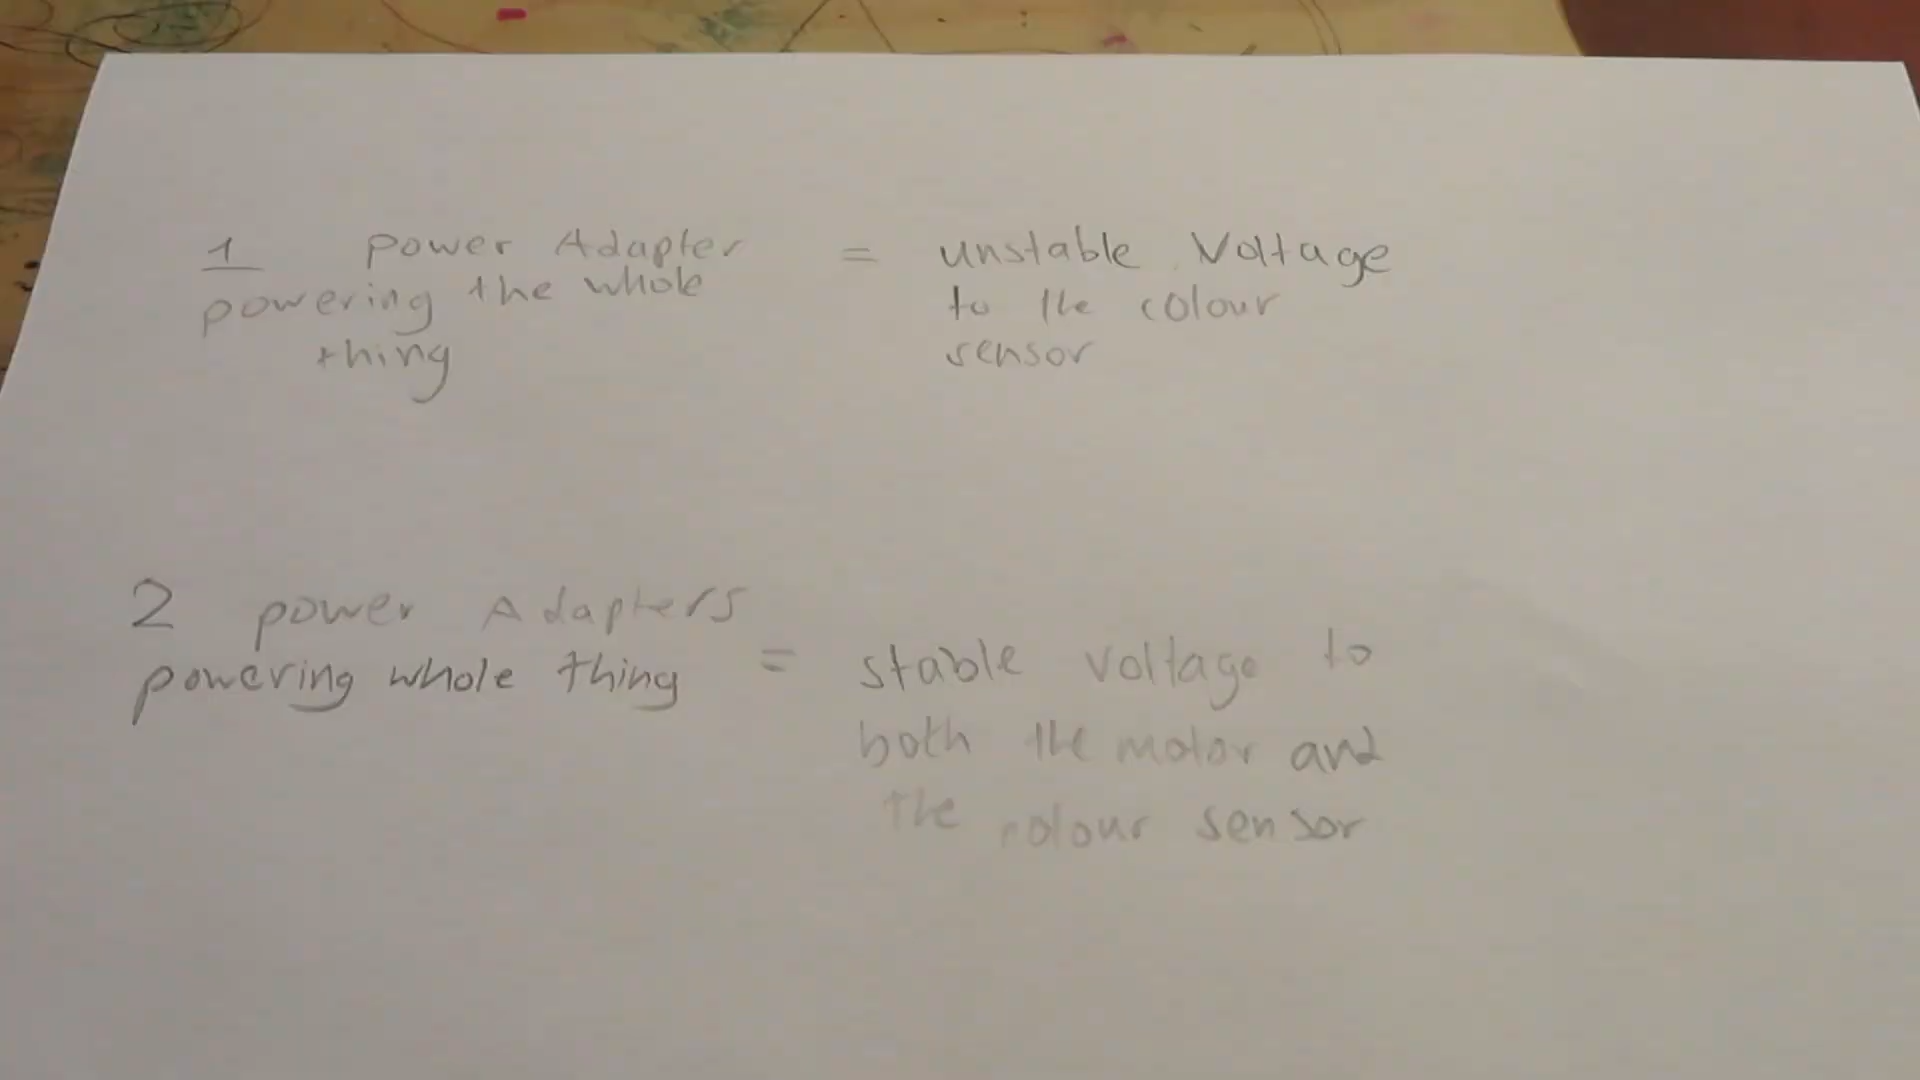 1 power Adapter = unstable Voltage
powering the whole to the colour
thing sensor
2 power Adapters
powering whole thing = stable voltage to
both the motor and
the colour sensor